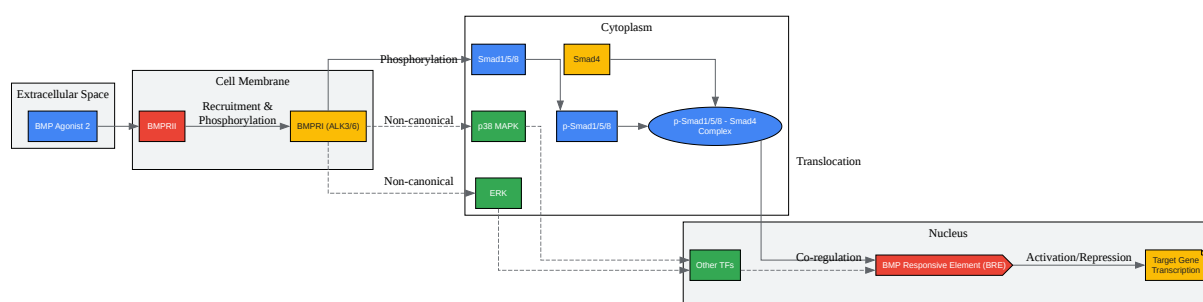 Cytoplasm
Phosphorylation
Smad1/5/8
Smad4
Cell Membrane
Extracellular Space
Recruitment &
Phosphorylation
BMP Agonist 2
BMPRII
BMPRI (ALK3/6)
Non-canonical
p38 MAPK
p-Smad1/5/8
p-Smad1/5/8 - Smad4
Complex
Translocation
Non-canonical
ERK
Nucleus
Other TFs
Co-regulation
BMP Responsive Element (BRE)
Activation/Repression
Target Gene
Transcription